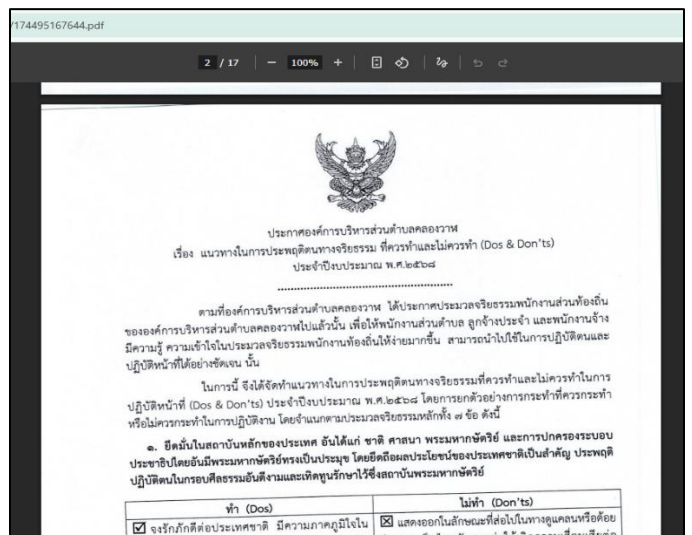 /174495167644.pdf
2 / 17 | — 100% +
ประกาศองค์การบริหารส่วนตำบลคลองวาฬ
เรื่อง แนวทางในการประพฤติตนทางจริยธรรม ที่ควรทำและไม่ควรทำ (Dos & Don'ts)
ประจำปีงบประมาณ พ.ศ.๒๕๖๘
ตามที่องค์การบริหารส่วนตำบลคลองวาฬ ได้ประกาศประมวลจริยธรรมพนักงานส่วนท้องถิ่น
ขององค์การบริหารส่วนตำบลคลองวาฬไปแล้วนั้น เพื่อให้พนักงานส่วนตำบล ลูกจ้างประจำ และพนักงานจ้าง
มีความรู้ ความเข้าใจในประมวลจริยธรรมพนักงานท้องถิ่นให้ง่ายมากขึ้น สามารถนำไปใช้ในการปฏิบัติตนและ
ปฏิบัติหน้าที่ได้อย่างชัดเจน นั้น
ในการนี้ จึงได้จัดทำแนวทางในการประพฤติตนทางจริยธรรมที่ควรทำและไม่ควรทำในการ
ปฏิบัติหน้าที่ (Dos & Don'ts) ประจำปีงบประมาณ พ.ศ.๒๕๖๘ โดยการยกตัวอย่างการกระทำที่ควรกระทำ
หรือไม่ควรกระทำในการปฏิบัติงาน โดยจำแนกตามประมวลจริยธรรมหลักทั้ง ๗ ข้อ ดังนี้
๑. ยึดมั่นในสถาบันหลักของประเทศ อันได้แก่ ชาติ ศาสนา พระมหากษัตริย์ และการปกครองระบอบ
ประชาธิปไตยอันมีพระมหากษัตริย์ทรงเป็นประมุข โดยยึดถือผลประโยชน์ของประเทศชาติเป็นสำคัญ ประพฤติ
ปฏิบัติตนในกรอบศีลธรรมอันดีงามและเทิดทูนรักษาไว้ซึ่งสถาบันพระมหากษัตริย์
ทำ (Dos) ไม่ทำ (Don'ts)
☑ จงรักภักดีต่อประเทศชาติ มีความภาคภูมิใจใน ☒ แสดงออกในลักษณะที่ส่อไปในทางดูแคลนหรือด้อย